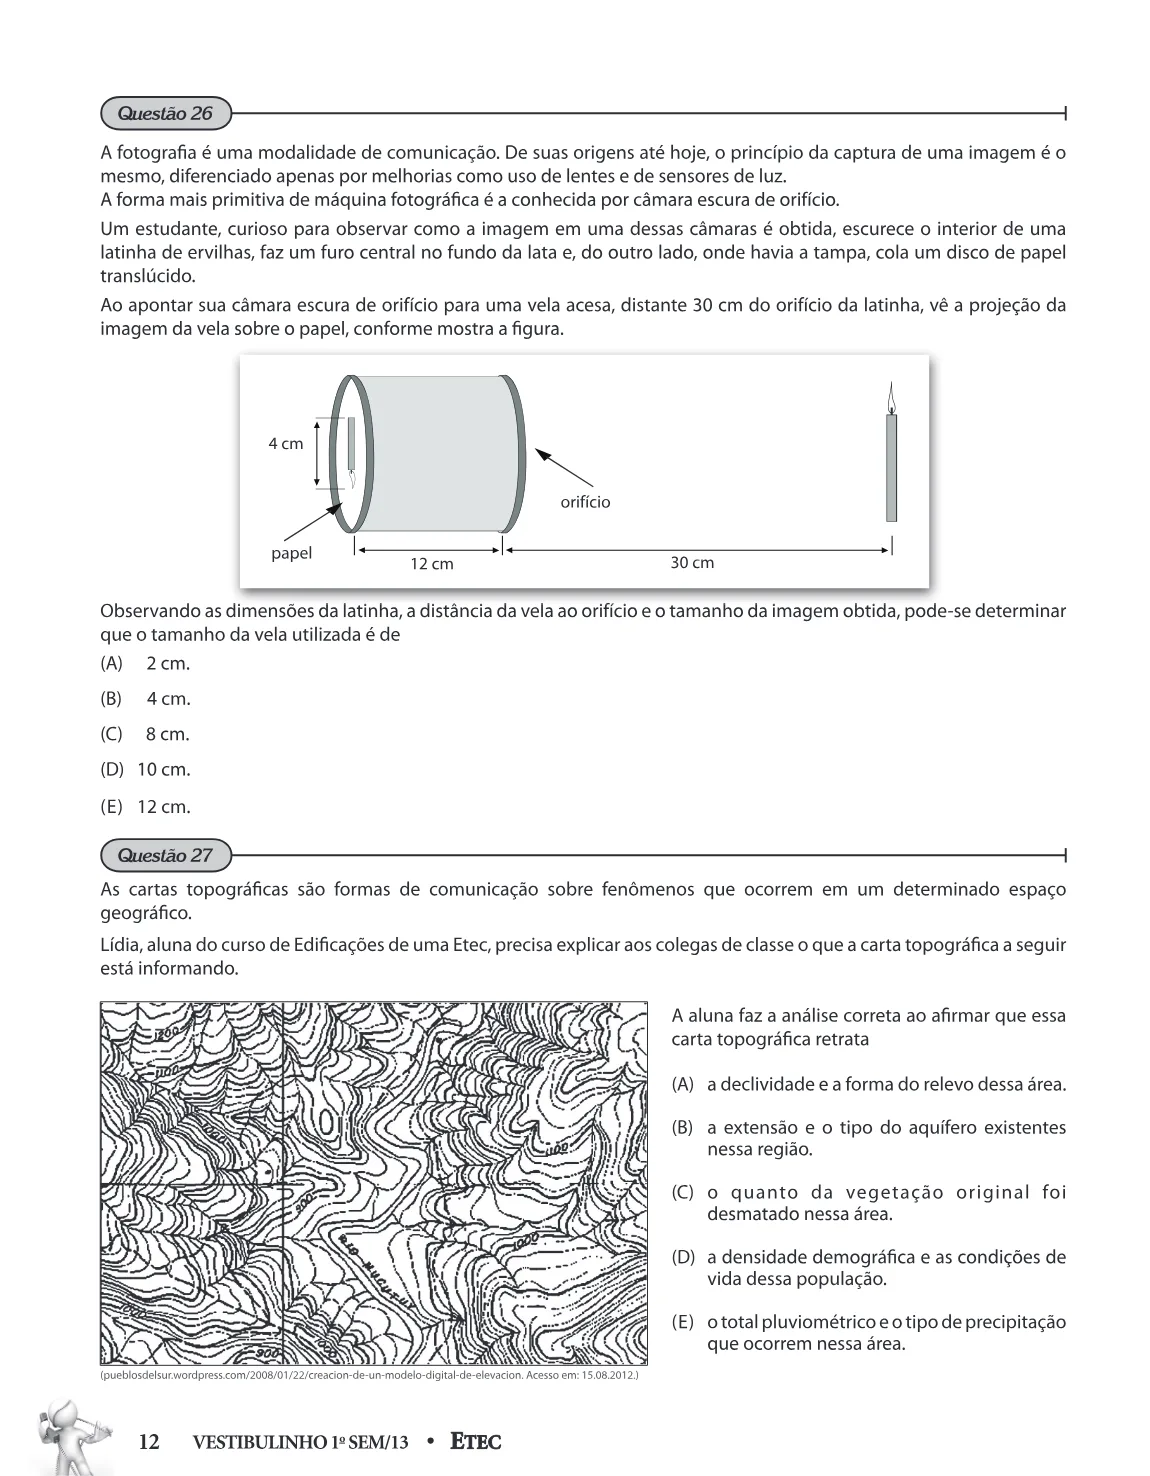 Questão 26
A fotografia é uma modalidade de comunicação. De suas origens até hoje, o princípio da captura de uma imagem é o
mesmo, diferenciado apenas por melhorias como uso de lentes e de sensores de luz.
A forma mais primitiva de máquina fotográfica é a conhecida por câmara escura de orifício.
Um estudante, curioso para observar como a imagem em uma dessas câmaras é obtida, escurece o interior de uma
latinha de ervilhas, faz um furo central no fundo da lata e, do outro lado, onde havia a tampa, cola um disco de papel
translúcido.
Ao apontar sua câmara escura de orifício para uma vela acesa, distante 30 cm do orifício da latinha, vê a projeção da
imagem da vela sobre o papel, conforme mostra a figura.
4 cm
orifício
papel
12 cm
30 cm
Observando as dimensões da latinha, a distância da vela ao orifício e o tamanho da imagem obtida, pode-se determinar
que o tamanho da vela utilizada é de
(A) 2 cm.
(B) 4 cm.
(C) 8 cm.
(D) 10 cm.
(E) 12 cm.
Questão 27
As cartas topográficas são formas de comunicação sobre fenômenos que ocorrem em um determinado espaço
geográfico.
Lídia, aluna do curso de Edificações de uma Etec, precisa explicar aos colegas de classe o que a carta topográfica a seguir
está informando.
1200
1100
1000
1100
900
RIO MUCUTUY
1000
1000
900
(pueblosdelsur.wordpress.com/2008/01/22/creacion-de-un-modelo-digital-de-elevacion. Acesso em: 15.08.2012.)
A aluna faz a análise correta ao afirmar que essa
carta topográfica retrata
(A) a declividade e a forma do relevo dessa área.
(B) a extensão e o tipo do aquífero existentes
nessa região.
(C) o quanto da vegetação original foi
desmatado nessa área.
(D) a densidade demográfica e as condições de
vida dessa população.
(E) o total pluviométrico e o tipo de precipitação
que ocorrem nessa área.
12 VESTIBULINHO 1º SEM/13 • ETEC